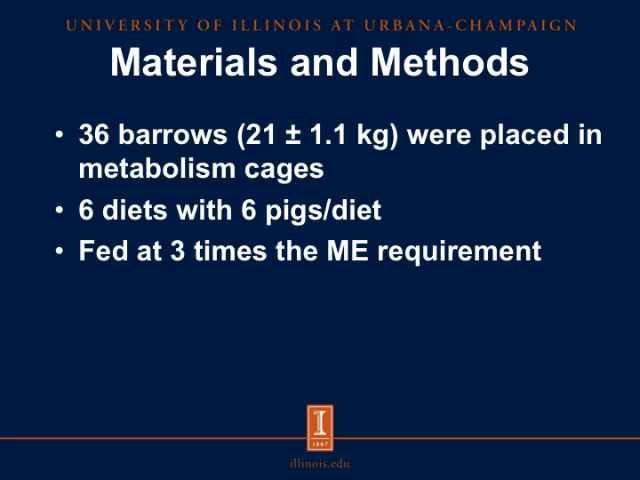 UNIVERSITY OF ILLINOIS AT URBANA-CHAMPAIGN
Materials and Methods
• 36 barrows (21 ± 1.1 kg) were placed in
metabolism cages
• 6 diets with 6 pigs/diet
• Fed at 3 times the ME requirement
I
1867
illinois.edu